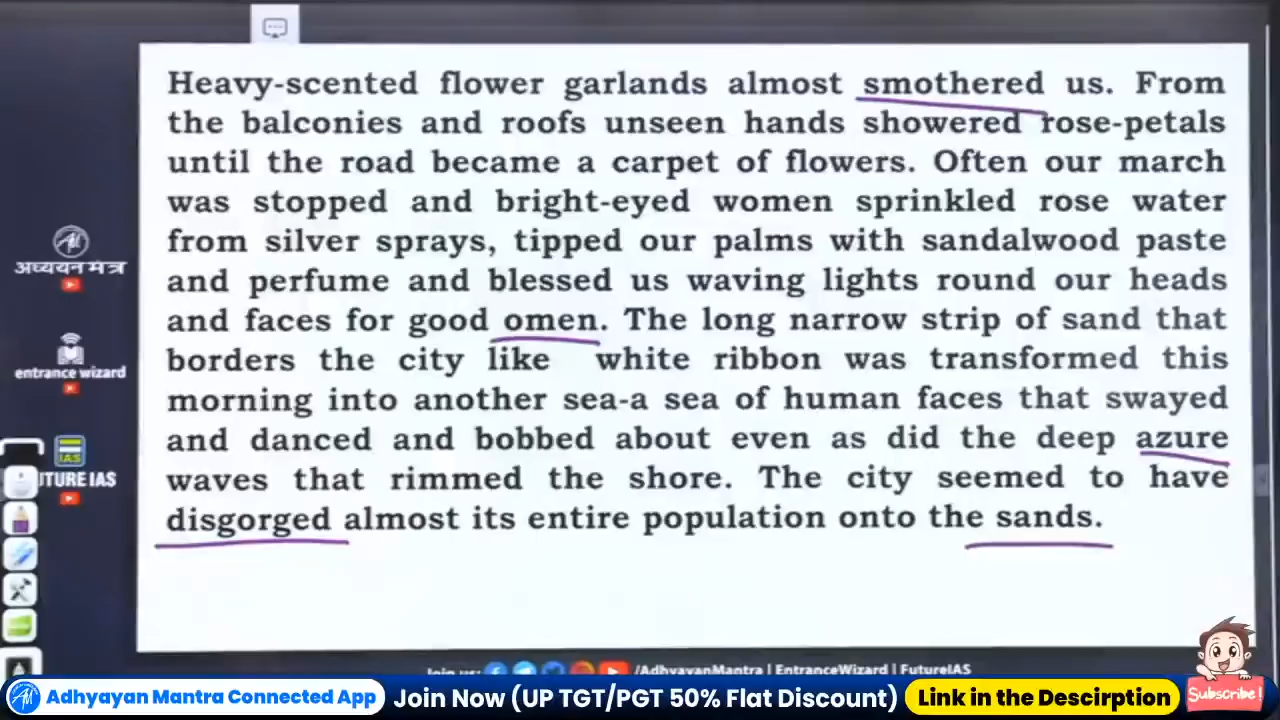 Heavy-scented flower garlands almost smothered us. From
the balconies and roofs unseen hands showered rose-petals
until the road became a carpet of flowers. Often our march
was stopped and bright-eyed women sprinkled rose water
from silver sprays, tipped our palms with sandalwood paste
and perfume and blessed us waving lights round our heads
and faces for good omen. The long narrow strip of sand that
borders the city like white ribbon was transformed this
morning into another sea-a sea of human faces that swayed
and danced and bobbed about even as did the deep azure
waves that rimmed the shore. The city seemed to have
disgorged almost its entire population onto the sands.
अध्ययन मंत्र
entrance wizard
IAS
UTURE IAS
Join us: /AdhyayanMantra | EntranceWizard | FutureIAS
Adhyayan Mantra Connected App Join Now (UP TGT/PGT 50% Flat Discount) Link in the Descirption
Subscribe!